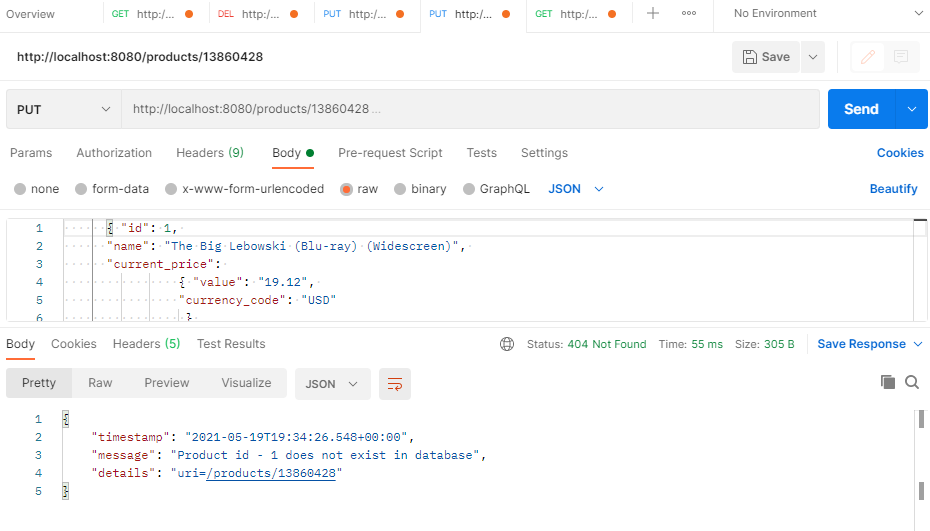 Overview GET http:/... DEL http:/... PUT http:/... PUT http:/... GET http:/... No Environment
http://localhost:8080/products/13860428 Save
PUT http://localhost:8080/products/13860428 ... Send
Params Authorization Headers (9) Body Pre-request Script Tests Settings Cookies
none form-data x-www-form-urlencoded raw binary GraphQL JSON Beautify
1 { "id": 1,
2 "name": "The Big Lebowski (Blu-ray) (Widescreen)",
3 "current_price":
4 { "value": "19.12",
5 "currency_code": "USD"
6 }
Body Cookies Headers (5) Test Results Status: 404 Not Found Time: 55 ms Size: 305 B Save Response
Pretty Raw Preview Visualize JSON
1 {
2 "timestamp": "2021-05-19T19:34:26.548+00:00",
3 "message": "Product id - 1 does not exist in database",
4 "details": "uri=/products/13860428"
5 }